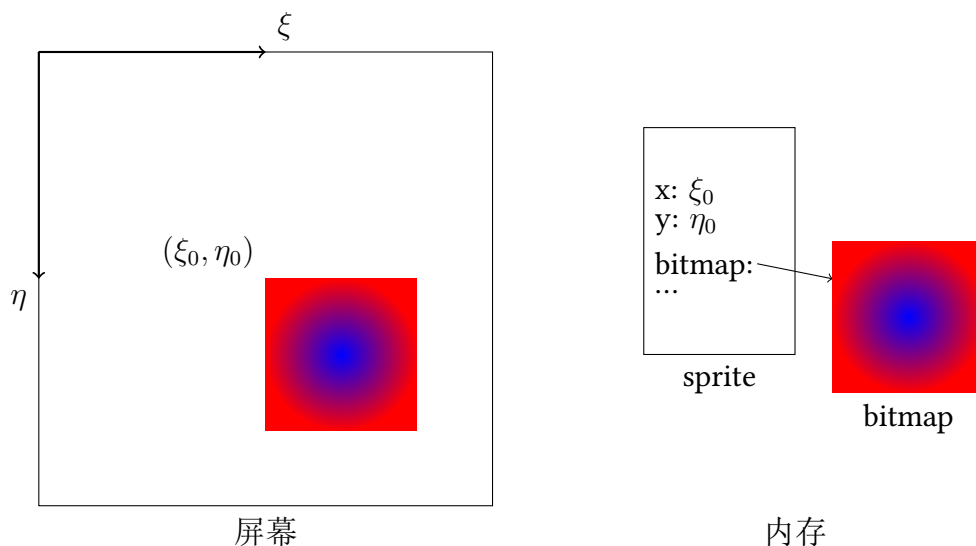 ξ
(ξ₀, η₀)
η
屏幕
x: ξ₀
y: η₀
bitmap:
...
sprite
bitmap
内存